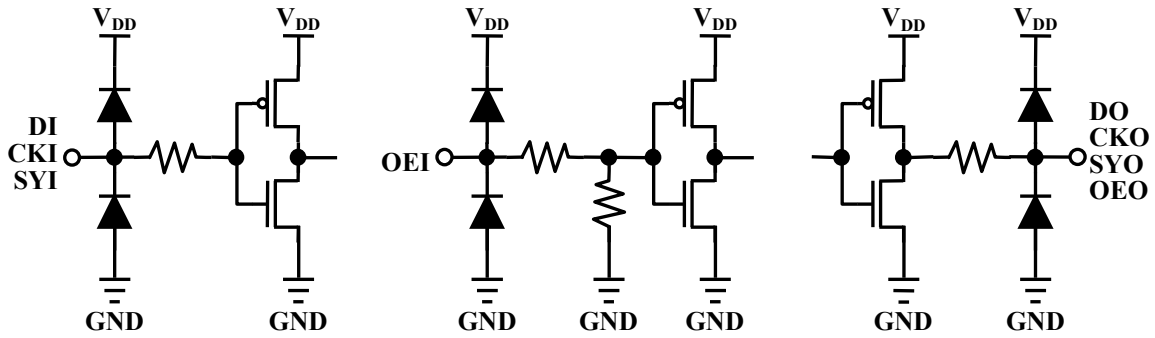 VDD VDD VDD VDD VDD VDD
DI
CKI
SYI
OEI
DO
CKO
SYO
OEO
GND GND GND GND GND GND GND